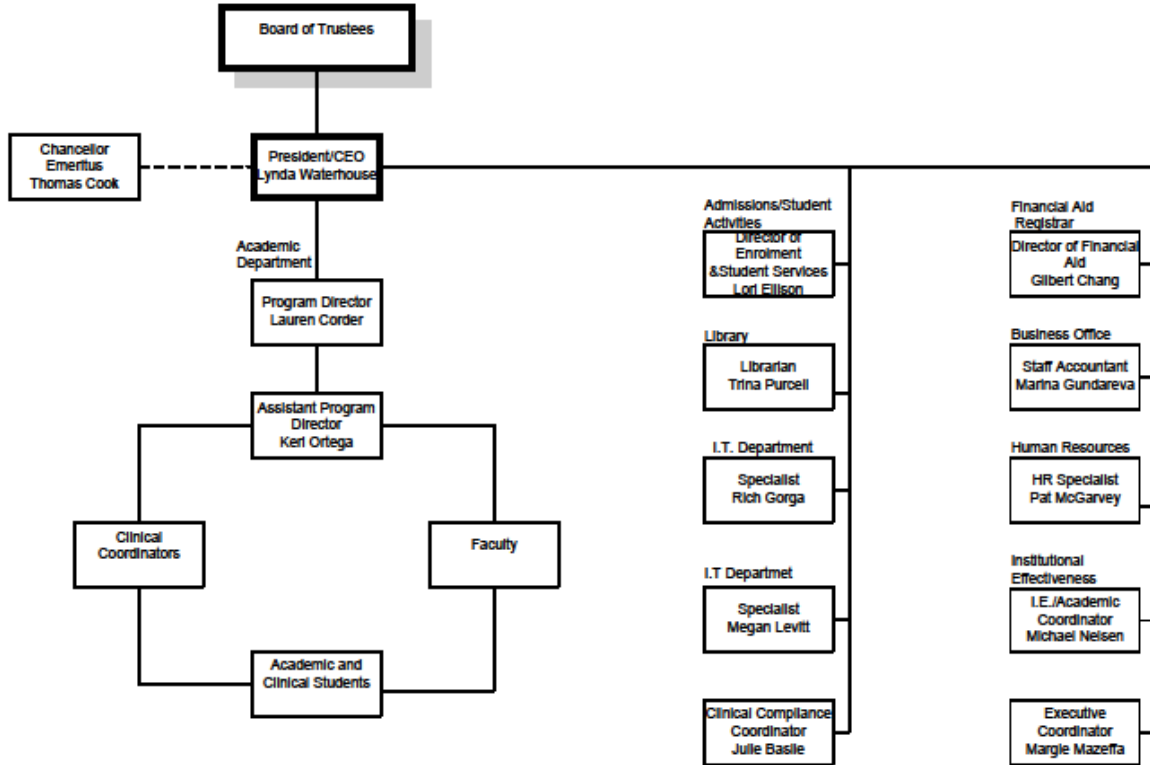 Board of Trustees
Chancellor
Emeritus
Thomas Cook
President/CEO
Lynda Waterhouse
Academic
Department
Program Director
Lauren Corder
Assistant Program
Director
Keri Ortega
Clinical
Coordinators
Faculty
Academic and
Clinical Students
Admissions/Student
Activities
Director of
Enrolment
&Student Services
Lori Ellison
Library
Librarian
Trina Purcell
I.T. Department
Specialist
Rich Gorga
I.T Departmet
Specialist
Megan Levitt
Clinical Compliance
Coordinator
Julie Basile
Financial Aid
Registrar
Director of Financial
Aid
Gilbert Chang
Business Office
Staff Accountant
Marina Gundareva
Human Resources
HR Specialist
Pat McGarvey
Institutional
Effectiveness
I.E./Academic
Coordinator
Michael Nelsen
Executive
Coordinator
Margie Mazeffa